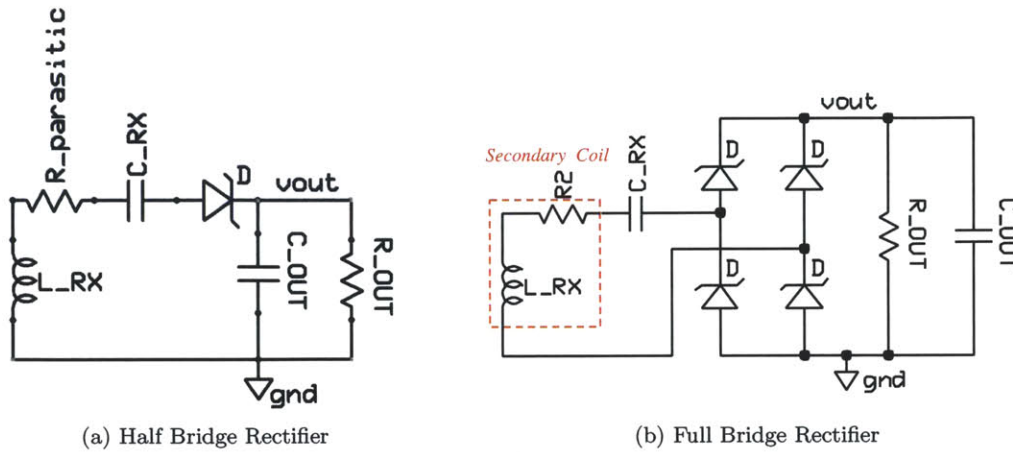 R_parasitic
C_RX
D
vout
L_RX
C_OUT
R_OUT
gnd
(a) Half Bridge Rectifier
vout
Secondary Coil
R2
C_RX
D
D
L_RX
D
D
R_OUT
C_OUT
gnd
(b) Full Bridge Rectifier